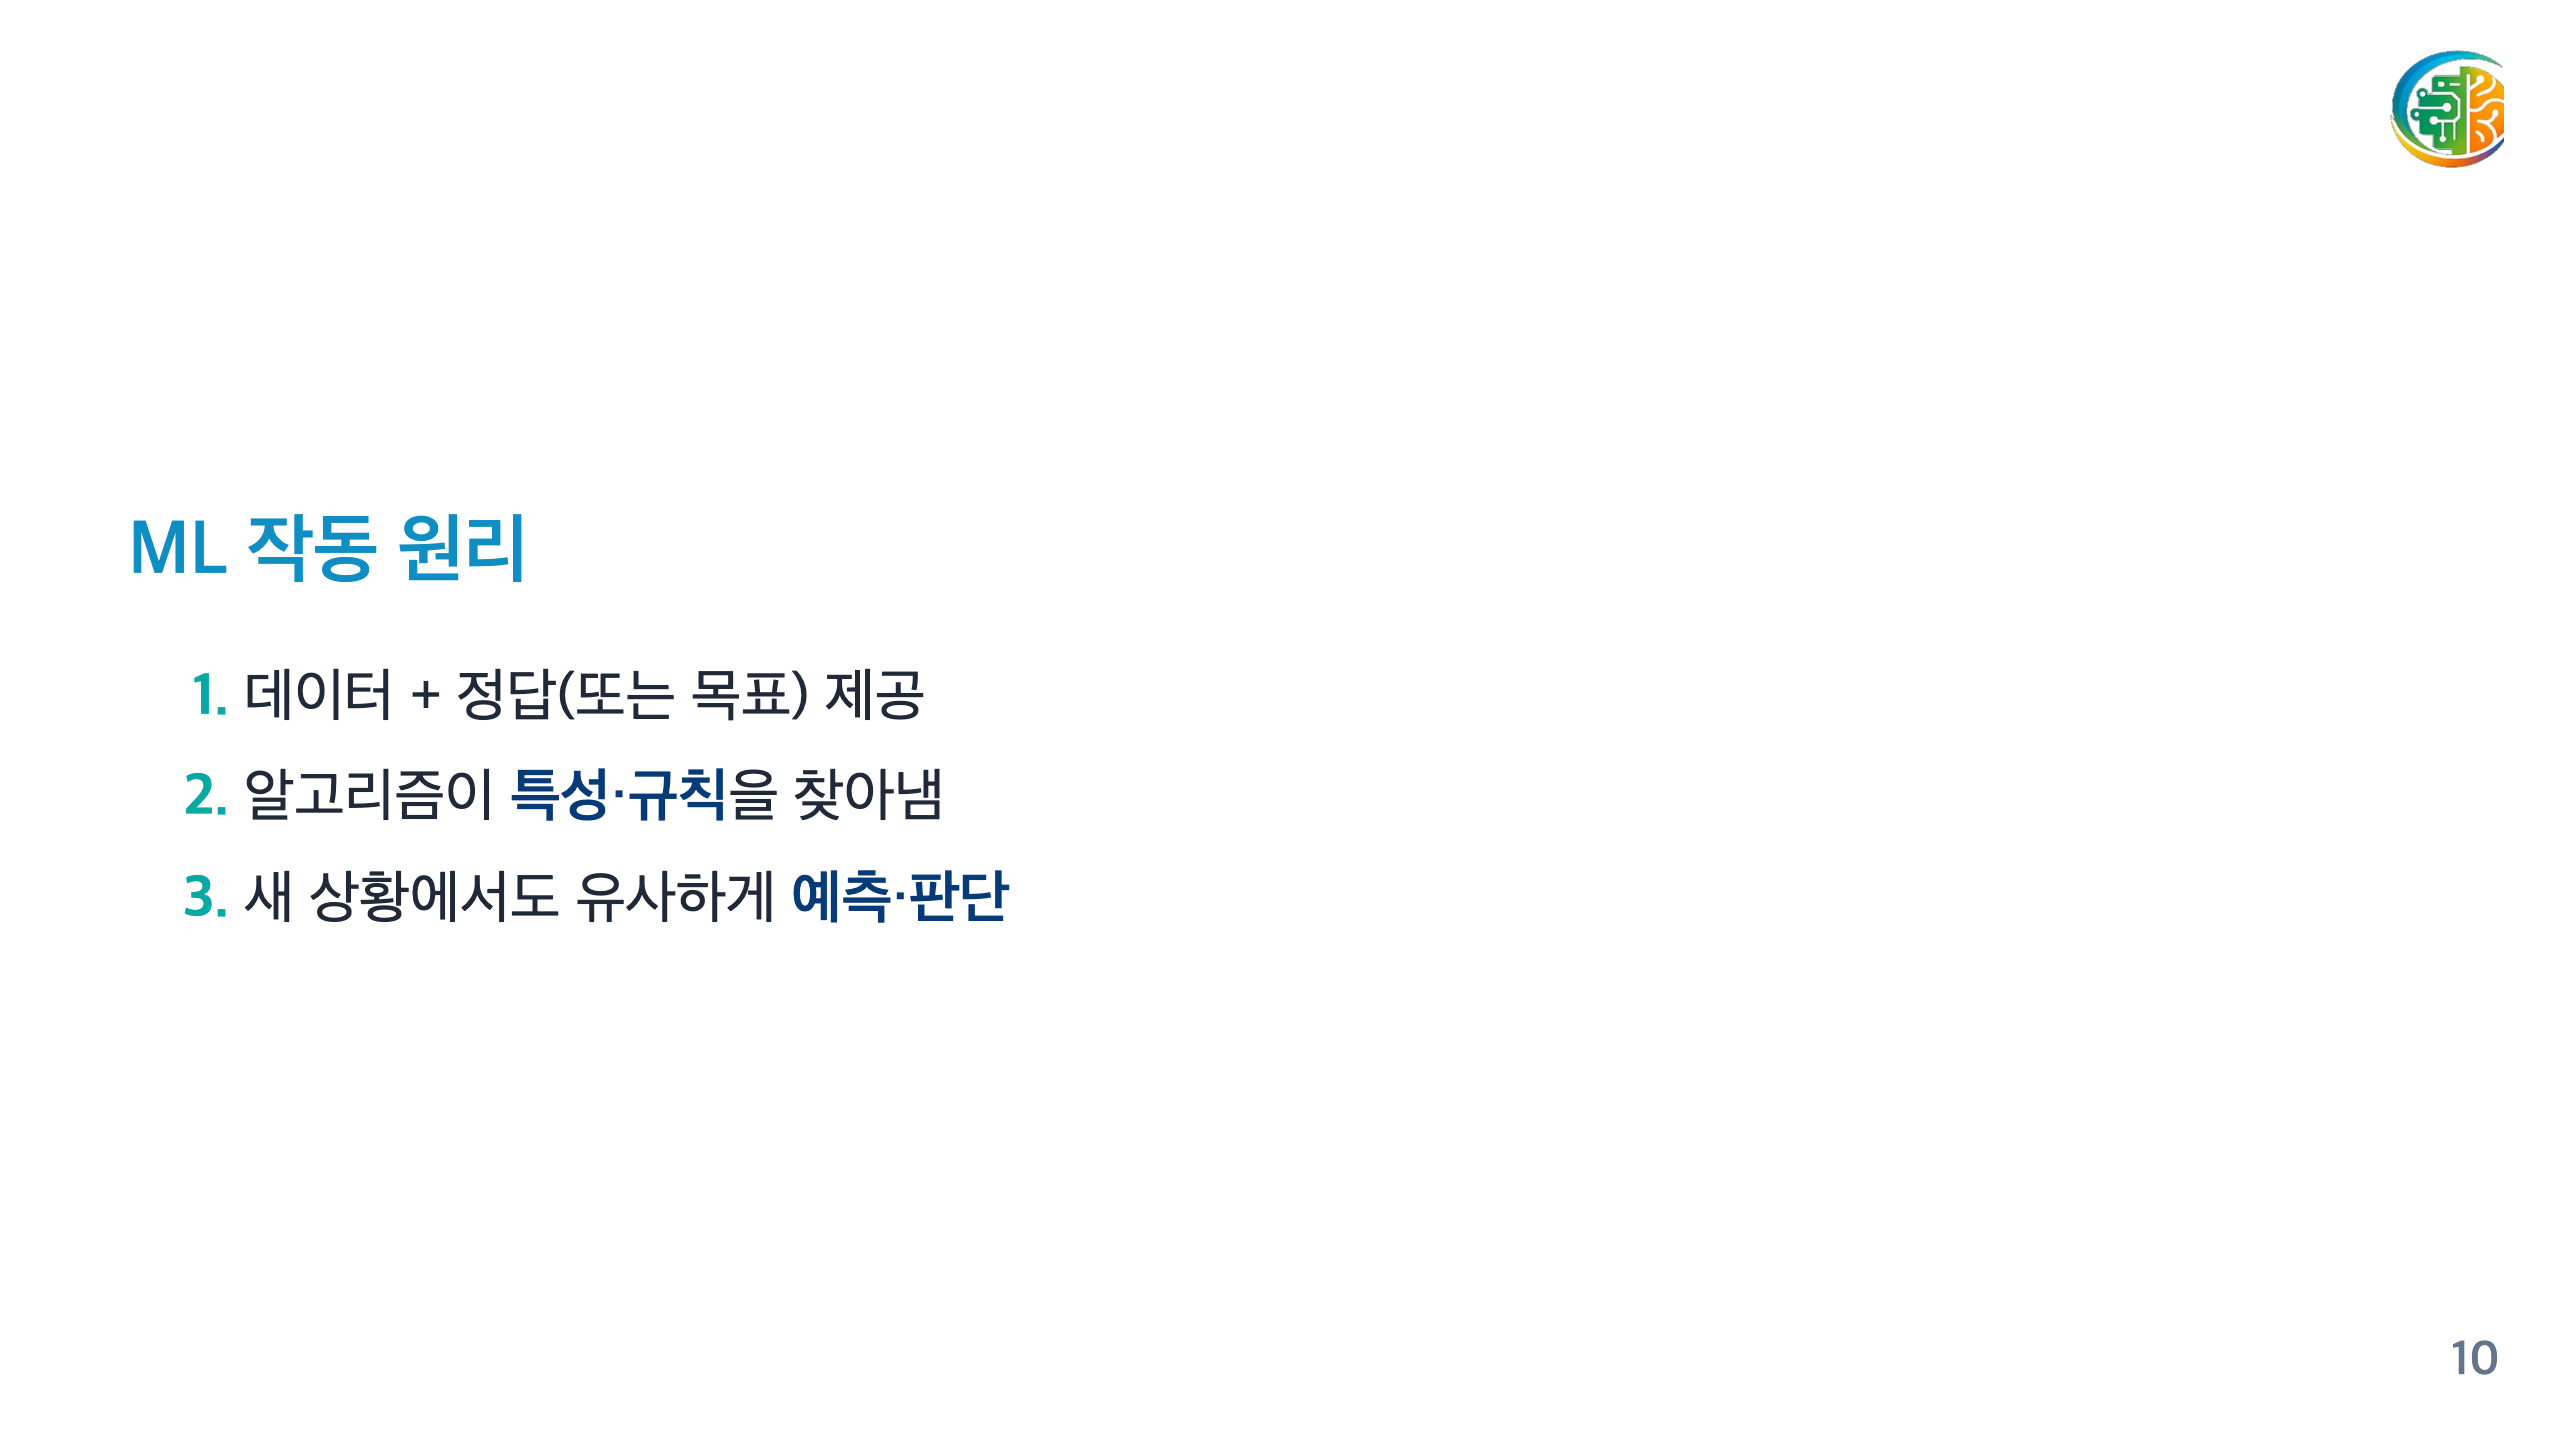 ML 작동 원리
1. 데이터 + 정답(또는 목표) 제공
2. 알고리즘이 특성·규칙을 찾아냄
3. 새 상황에서도 유사하게 예측·판단
10